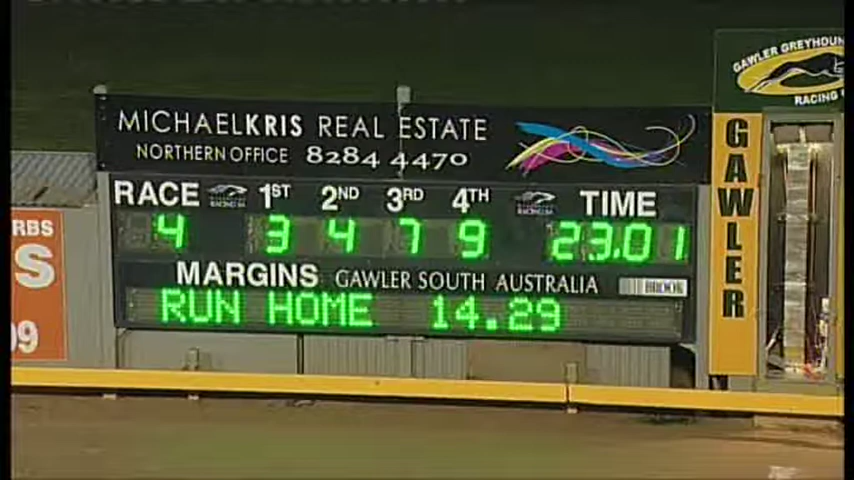 GAWLER GREYHOUND
RACING
MICHAELKRIS REAL ESTATE
NORTHERN OFFICE 8284 4470
RACE 1ST 2ND 3RD 4TH TIME
4 3 4 7 9 23.01
MARGINS GAWLER SOUTH AUSTRALIA BROOK
RUN HOME 14.29
GAWLER
RBS
S
09